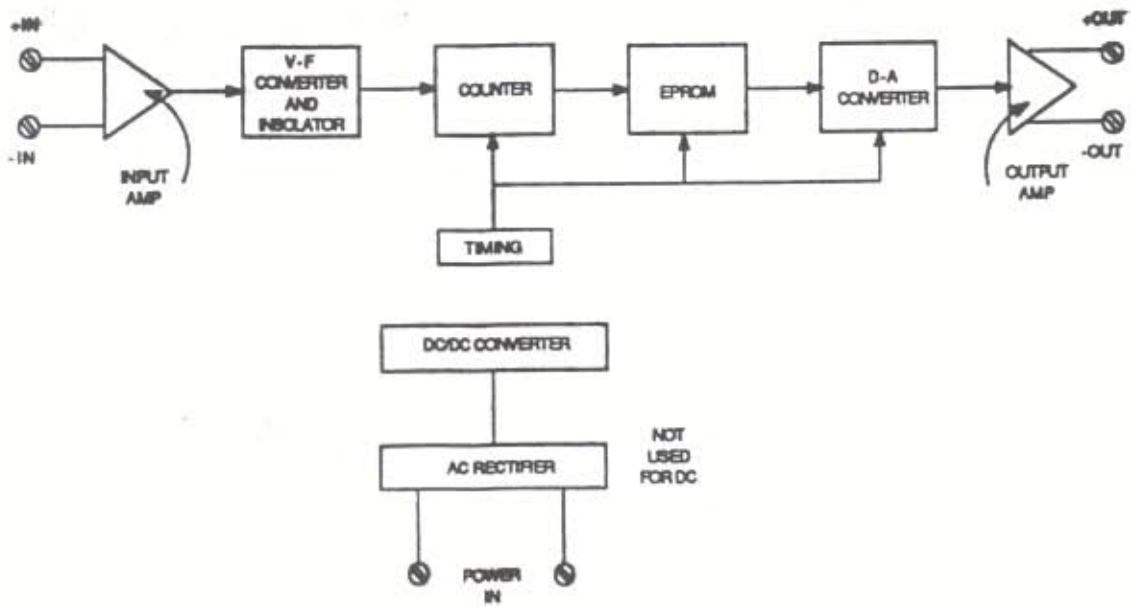 +IN
-IN
INPUT
AMP
V-F
CONVERTER
AND
INSOLATOR
COUNTER
EPROM
D-A
CONVERTER
+OUT
-OUT
OUTPUT
AMP
TIMING
DC/DC CONVERTER
AC RECTIFIER
NOT
USED
FOR DC
POWER
IN